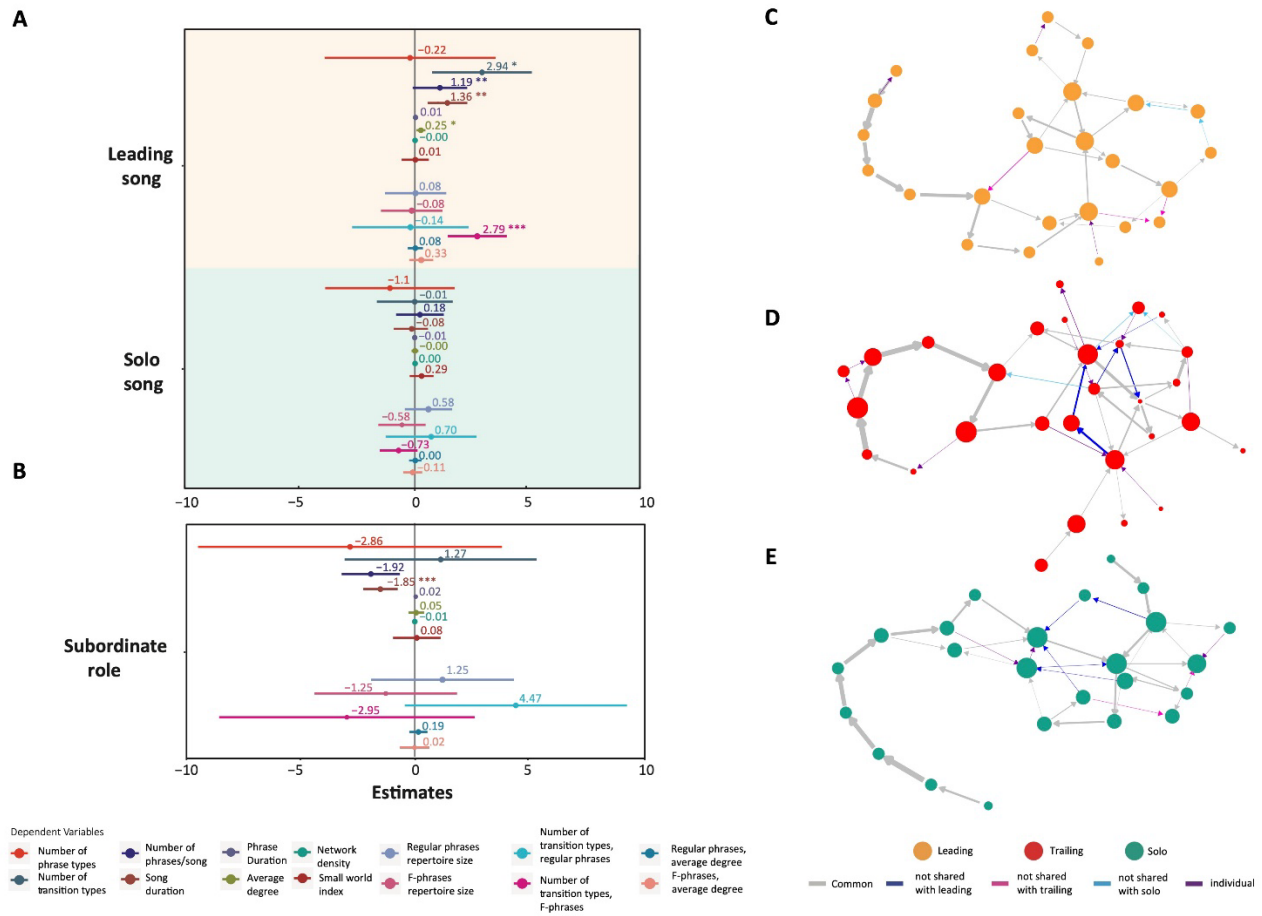 A
−0.22
2.94 *
1.19 **
1.36 **
0.01
0.25 *
−0.00
0.01
Leading
song
0.08
−0.08
−0.14
2.79 ***
0.08
0.33
−1.1
−0.01
0.18
−0.08
−0.01
−0.00
0.00
0.29
Solo
song
0.58
−0.58
0.70
−0.73
0.00
−0.11
−10
−5
0
5
10
B
−2.86
1.27
−1.92
−1.85 ***
0.02
0.05
−0.01
0.08
Subordinate
role
1.25
−1.25
4.47
−2.95
0.19
0.02
−10
−5
0
5
10
Estimates
Dependent Variables
Number of
phrase types
Number of
transition types
Number of
phrases/song
Song
duration
Phrase
Duration
Average
degree
Network
density
Small world
index
Regular phrases
repertoire size
F-phrases
repertoire size
Number of
transition types,
regular phrases
Number of
transition types,
F-phrases
Regular phrases,
average degree
F-phrases,
average degree
C
D
E
Leading
Trailing
Solo
Common
not shared
with leading
not shared
with trailing
not shared
with solo
individual